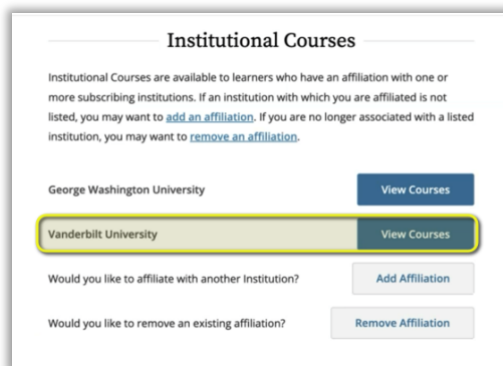 Institutional Courses
Institutional Courses are available to learners who have an affiliation with one or
more subscribing institutions. If an institution with which you are affiliated is not
listed, you may want to add an affiliation. If you are no longer associated with a listed
institution, you may want to remove an affiliation.
George Washington University View Courses
Vanderbilt University View Courses
Would you like to affiliate with another Institution? Add Affiliation
Would you like to remove an existing affiliation? Remove Affiliation